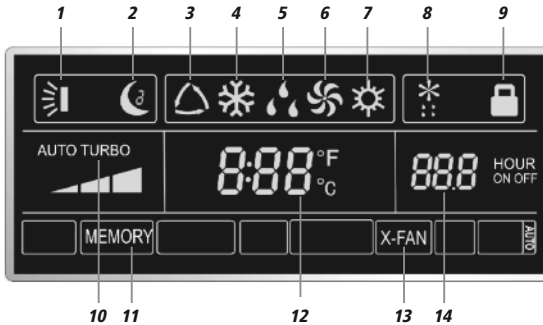 1 2 3 4 5 6 7 8 9
AUTO TURBO
8:88 °F
°C
88.8 HOUR
ON OFF
MEMORY
X-FAN
AUTO
10 11 12 13 14